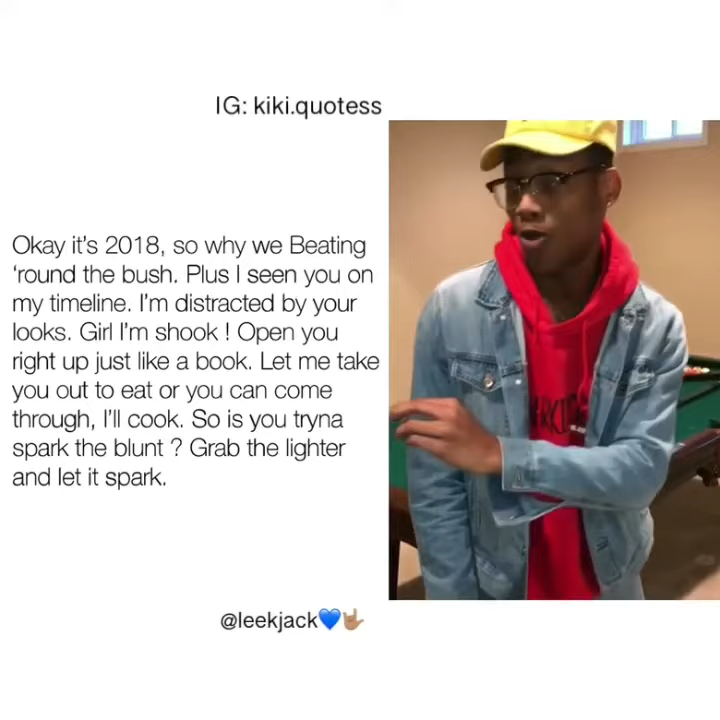 IG: kiki.quotess
Okay it's 2018, so why we Beating
'round the bush. Plus I seen you on
my timeline. I'm distracted by your
looks. Girl I'm shook ! Open you
right up just like a book. Let me take
you out to eat or you can come
through, I'll cook. So is you tryna
spark the blunt ? Grab the lighter
and let it spark.
@leekjack💙🤟🏽